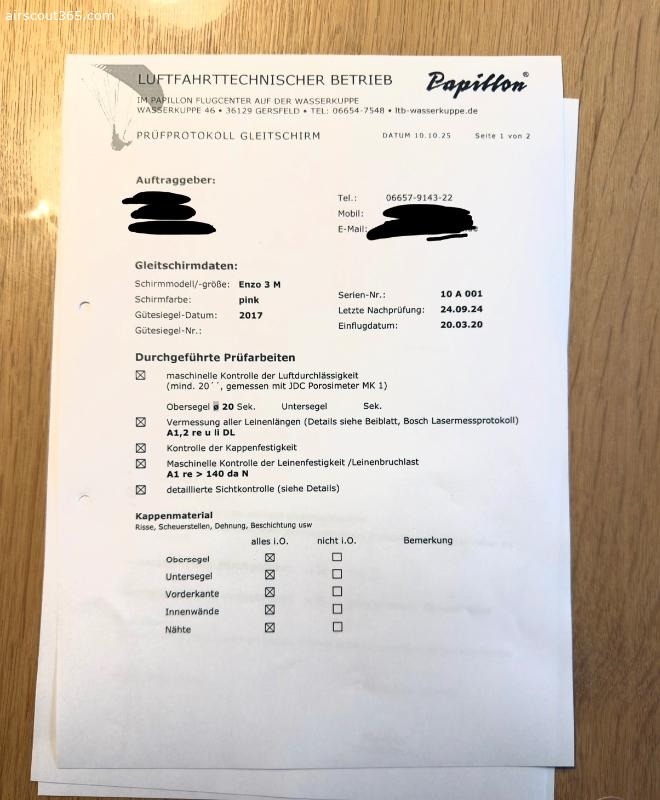 airscout365.com
LUFTFAHRTTECHNISCHER BETRIEB
Papillon®
IM PAPILLON FLUGCENTER AUF DER WASSERKUPPE
WASSERKUPPE 46 • 36129 GERSFELD • TEL: 06654-7548 • ltb-wasserkuppe.de
PRÜFPROTOKOLL GLEITSCHIRM DATUM 10.10.25 Seite 1 von 2
Auftraggeber:
Tel.: 06657-9143-22
Mobil:
E-Mail:
Gleitschirmdaten:
Schirmmodell/-größe: Enzo 3 M
Schirmfarbe: pink
Gütesiegel-Datum: 2017
Gütesiegel-Nr.:
Serien-Nr.: 10 A 001
Letzte Nachprüfung: 24.09.24
Einflugdatum: 20.03.20
Durchgeführte Prüfarbeiten
☒ maschinelle Kontrolle der Luftdurchlässigkeit
(mind. 20´´, gemessen mit JDC Porosimeter MK 1)
Obersegel ø 20 Sek. Untersegel Sek.
☒ Vermessung aller Leinenlängen (Details siehe Beiblatt, Bosch Lasermessprotokoll)
A1,2 re u li DL
☒ Kontrolle der Kappenfestigkeit
☒ Maschinelle Kontrolle der Leinenfestigkeit /Leinenbruchlast
A1 re > 140 da N
☒ detaillierte Sichtkontrolle (siehe Details)
Kappenmaterial
Risse, Scheuerstellen, Dehnung, Beschichtung usw
alles i.O. nicht i.O. Bemerkung
Obersegel ☒ ☐
Untersegel ☒ ☐
Vorderkante ☒ ☐
Innenwände ☒ ☐
Nähte ☒ ☐